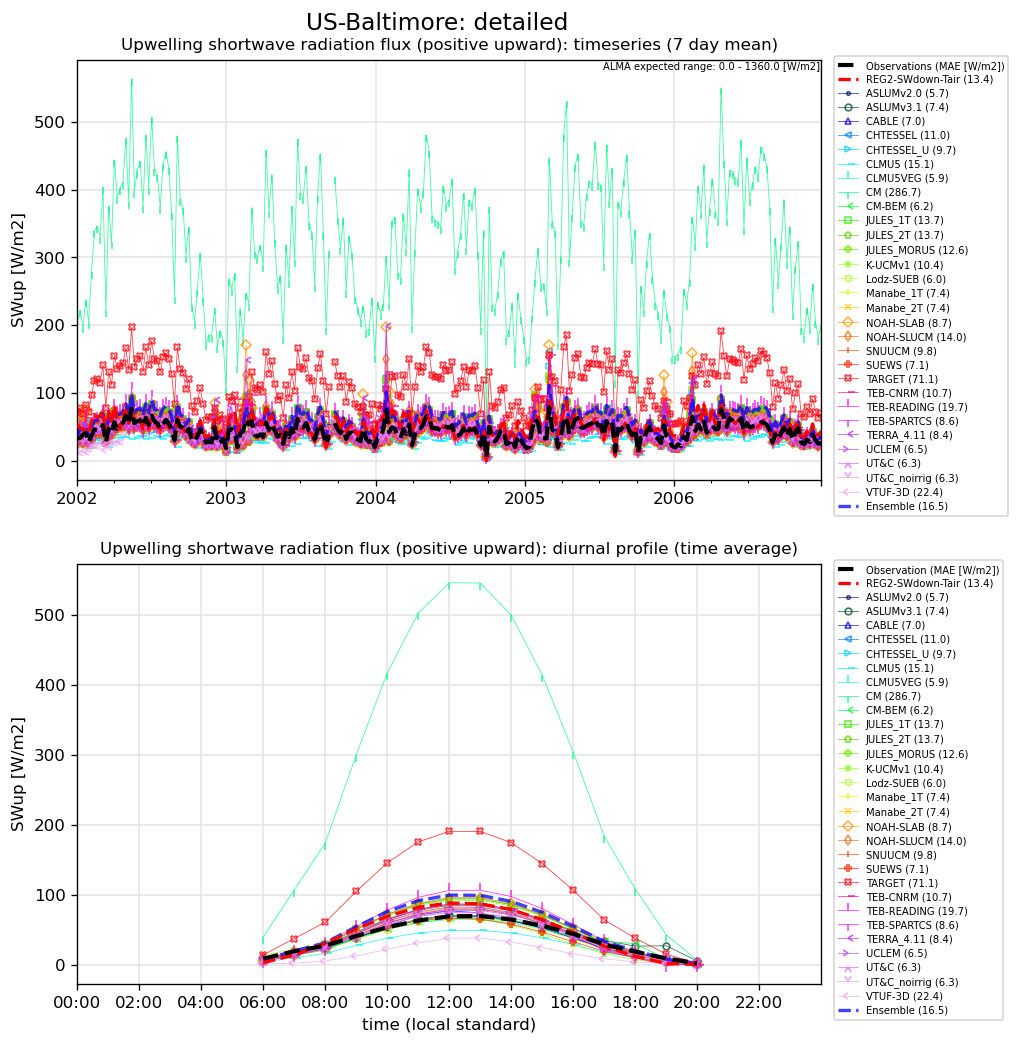 US-Baltimore: detailed
Upwelling shortwave radiation flux (positive upward): timeseries (7 day mean)
ALMA expected range: 0.0 - 1360.0 [W/m2]
SWup [W/m2]
500
400
300
200
100
0
2002
2003
2004
2005
2006
Observations (MAE [W/m2])
REG2-SWdown-Tair (13.4)
ASLUMv2.0 (5.7)
ASLUMv3.1 (7.4)
CABLE (7.0)
CHTESSEL (11.0)
CHTESSEL_U (9.7)
CLMU5 (15.1)
CLMU5VEG (5.9)
CM (286.7)
CM-BEM (6.2)
JULES_1T (13.7)
JULES_2T (13.7)
JULES_MORUS (12.6)
K-UCMv1 (10.4)
Lodz-SUEB (6.0)
Manabe_1T (7.4)
Manabe_2T (7.4)
NOAH-SLAB (8.7)
NOAH-SLUCM (14.0)
SNUUCM (9.8)
SUEWS (7.1)
TARGET (71.1)
TEB-CNRM (10.7)
TEB-READING (19.7)
TEB-SPARTCS (8.6)
TERRA_4.11 (8.4)
UCLEM (6.5)
UT&C (6.3)
UT&C_noirrig (6.3)
VTUF-3D (22.4)
Ensemble (16.5)
Upwelling shortwave radiation flux (positive upward): diurnal profile (time average)
SWup [W/m2]
500
400
300
200
100
0
00:00
02:00
04:00
06:00
08:00
10:00
12:00
14:00
16:00
18:00
20:00
22:00
time (local standard)
Observation (MAE [W/m2])
REG2-SWdown-Tair (13.4)
ASLUMv2.0 (5.7)
ASLUMv3.1 (7.4)
CABLE (7.0)
CHTESSEL (11.0)
CHTESSEL_U (9.7)
CLMU5 (15.1)
CLMU5VEG (5.9)
CM (286.7)
CM-BEM (6.2)
JULES_1T (13.7)
JULES_2T (13.7)
JULES_MORUS (12.6)
K-UCMv1 (10.4)
Lodz-SUEB (6.0)
Manabe_1T (7.4)
Manabe_2T (7.4)
NOAH-SLAB (8.7)
NOAH-SLUCM (14.0)
SNUUCM (9.8)
SUEWS (7.1)
TARGET (71.1)
TEB-CNRM (10.7)
TEB-READING (19.7)
TEB-SPARTCS (8.6)
TERRA_4.11 (8.4)
UCLEM (6.5)
UT&C (6.3)
UT&C_noirrig (6.3)
VTUF-3D (22.4)
Ensemble (16.5)